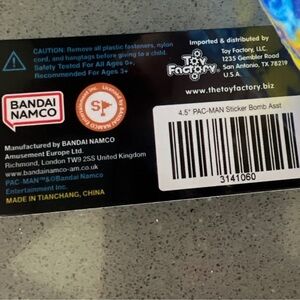 CAUTION: Remove all plastic fasteners, nylon
cord, and hangtags before giving to a child.
Safety Tested For All Ages 0+,
Recommended For Ages 3+
Imported & distributed by
Toy
Factory
Toy Factory, LLC.
1235 Gembler Road
San Antonio, TX 78219
U.S.A.
www.thetoyfactory.biz
BANDAI
NAMCO
Manufactured by BANDAI NAMCO
Amusement Europe Ltd.
Richmond, London TW9 2SS United Kingdom
www.bandainamco-am.co.uk
PAC-MAN™&©Bandai Namco
Entertainment Inc.
MADE IN TIANCHANG, CHINA
4.5" PAC-MAN Sticker Bomb Asst
3141060